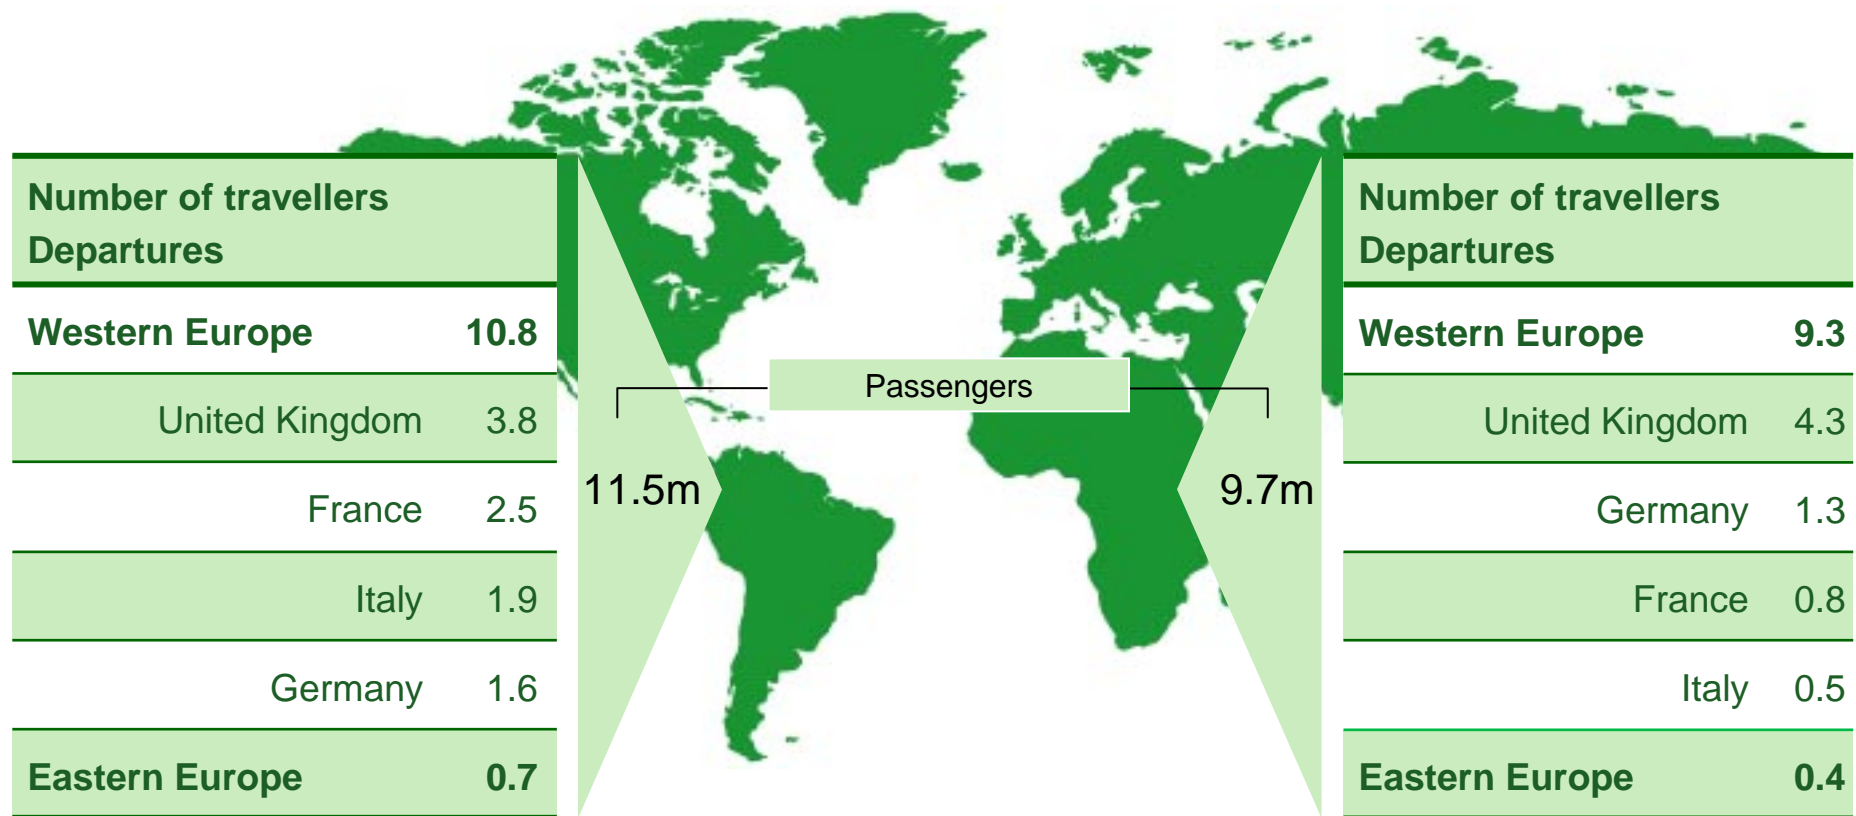 Number of travellers
Departures
Western Europe 10.8
United Kingdom 3.8
France 2.5
Italy 1.9
Germany 1.6
Eastern Europe 0.7
Passengers
11.5m
9.7m
Number of travellers
Departures
Western Europe 9.3
United Kingdom 4.3
Germany 1.3
France 0.8
Italy 0.5
Eastern Europe 0.4